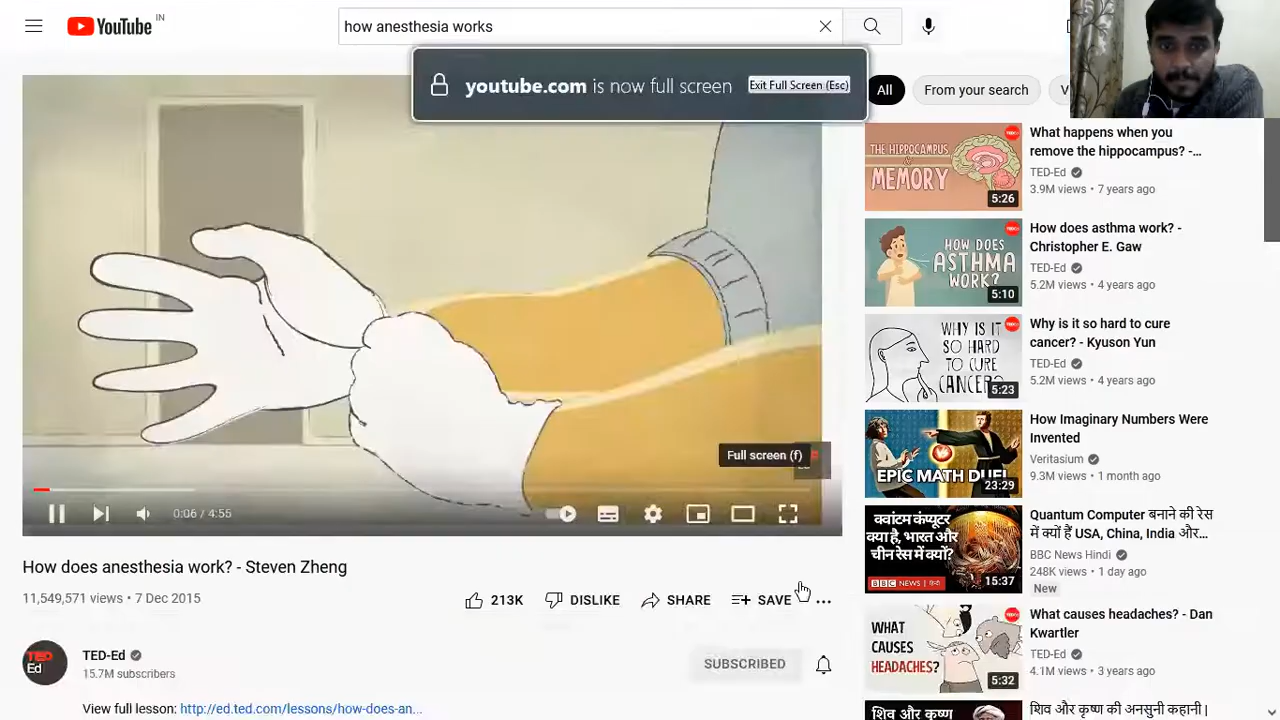 YouTube IN
how anesthesia works
youtube.com is now full screen
Exit Full Screen (Esc)
All
From your search
V
THE HIPPOCAMPUS
&
MEMORY
5:26
What happens when you
remove the hippocampus? -...
TED-Ed
3.9M views • 7 years ago
HOW DOES
ASTHMA
WORK?
5:10
How does asthma work? -
Christopher E. Gaw
TED-Ed
5.2M views • 4 years ago
WHY IS IT
SO HARD
TO CURE
CANCER?
5:23
Why is it so hard to cure
cancer? - Kyuson Yun
TED-Ed
5.2M views • 4 years ago
EPIC MATH DUEL
23:29
How Imaginary Numbers Were
Invented
Veritasium
9.3M views • 1 month ago
क्वांटम कंप्यूटर
क्या है, भारत और
चीन रेस में क्यों?
BBC NEWS हिन्दी
15:37
Quantum Computer बनाने की रेस
में क्यों हैं USA, China, India और...
BBC News Hindi
248K views • 1 day ago
New
WHAT
CAUSES
HEADACHES?
5:32
What causes headaches? - Dan
Kwartler
TED-Ed
4.1M views • 3 years ago
शिव और कृष्ण
शिव और कृष्ण की अनसुनी कहानी |
Full screen (f)
0:06 / 4:55
How does anesthesia work? - Steven Zheng
11,549,571 views • 7 Dec 2015
213K
DISLIKE
SHARE
SAVE
TED
Ed
TED-Ed
15.7M subscribers
SUBSCRIBED
View full lesson: http://ed.ted.com/lessons/how-does-an...